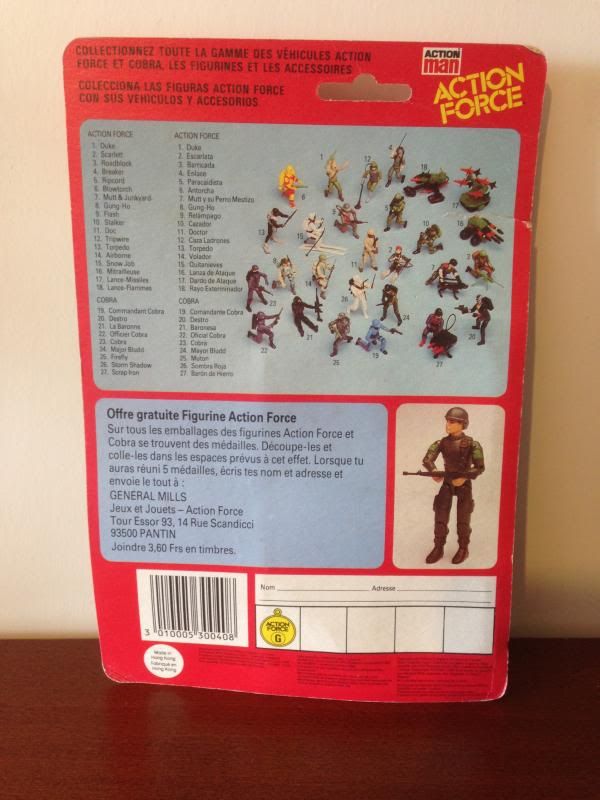 COLLECTIONNEZ TOUTE LA GAMME DES VÉHICULES ACTION
FORCE ET COBRA, LES FIGURINES ET LES ACCESSOIRES
COLECCIONA LAS FIGURAS ACTION FORCE
CON SUS VEHICULOS Y ACCESORIOS
ACTION
man
ACTION
FORCE
ACTION FORCE
1. Duke
2. Scarlett
3. Roadblock
4. Breaker
5. Ripcord
6. Blowtorch
7. Mutt & Junkyard
8. Gung-Ho
9. Flash
10. Stalker
11. Doc
12. Tripwire
13. Torpedo
14. Airborne
15. Snow Job
16. Mitrailleuse
17. Lance-Missiles
18. Lance-Flammes
COBRA
19. Commandant Cobra
20. Destro
21. La Baronne
22. Officier Cobra
23. Cobra
24. Major Bludd
25. Firefly
26. Storm Shadow
27. Scrap Iron
ACTION FORCE
1. Duke
2. Escarlata
3. Barricada
4. Enlace
5. Paracaidista
6. Antorcha
7. Mutt y su Perro Mestizo
8. Gung-Ho
9. Relámpago
10. Cazador
11. Doctor
12. Caza Ladrones
13. Torpedo
14. Volador
15. Quitanieves
16. Lanza de Ataque
17. Dardo de Ataque
18. Rayo Exterminador
COBRA
19. Comandante Cobra
20. Destro
21. Baronesa
22. Oficial Cobra
23. Cobra
24. Mayor Bludd
25. Muton
26. Sombra Roja
27. Barón de Hierro
Offre gratuite Figurine Action Force
Sur tous les emballages des figurines Action Force et
Cobra se trouvent des médailles. Découpe-les et
colle-les dans les espaces prévus à cet effet. Lorsque tu
auras réuni 5 médailles, écris tes nom et adresse et
envoie le tout à :
GENERAL MILLS
Jeux et Jouets – Action Force
Tour Essor 93, 14 Rue Scandicci
93500 PANTIN
Joindre 3,60 Frs en timbres.
Nom Adresse
ACTION
FORCE
G
3 010005 300408
Made in
Hong Kong
Fabriqué en
Hong Kong